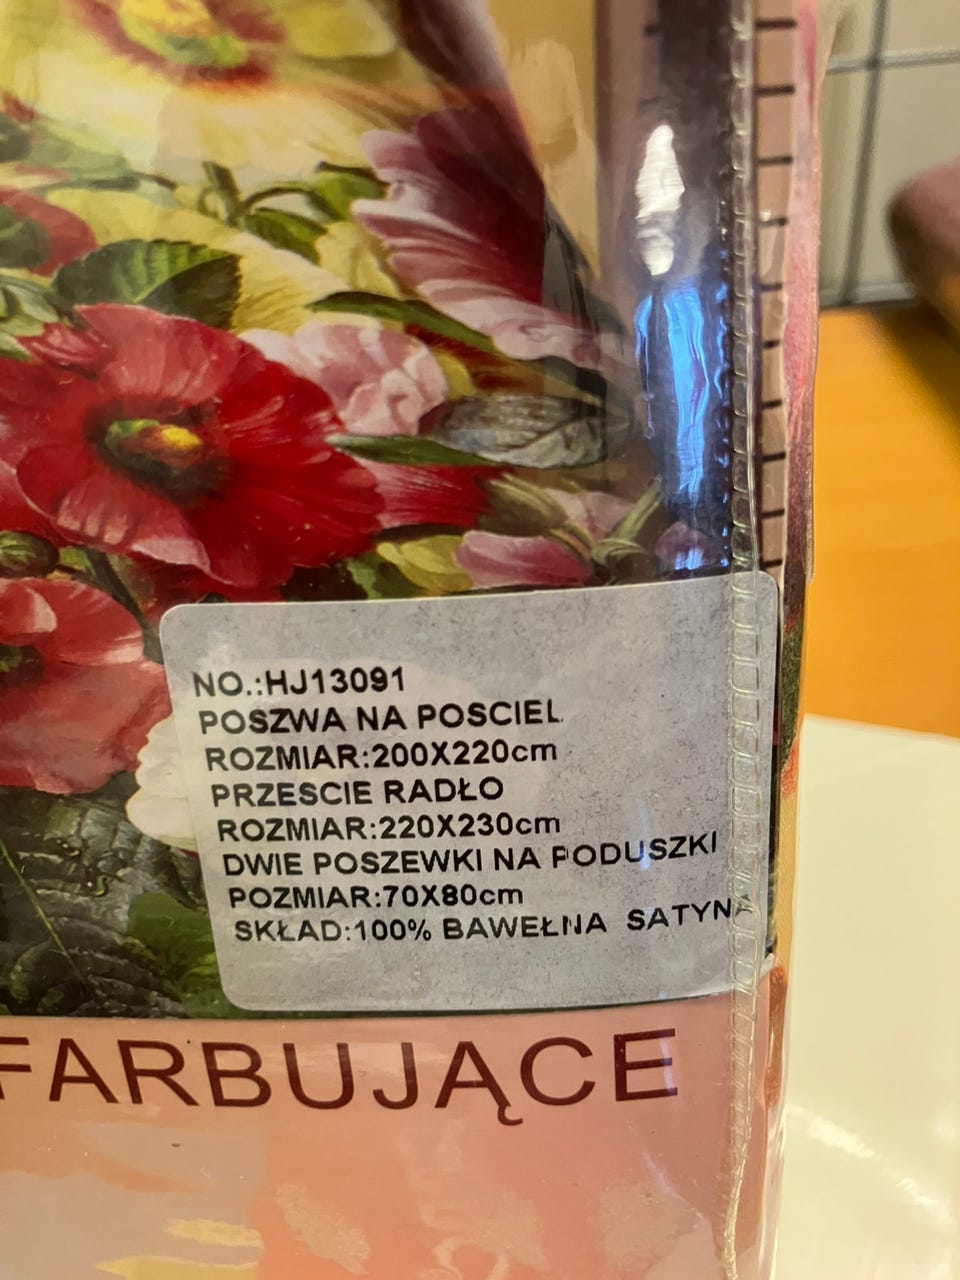 NO.:HJ13091
POSZWA NA POSCIEL
ROZMIAR:200X220cm
PRZESCIE RADŁO
ROZMIAR:220X230cm
DWIE POSZEWKI NA PODUSZKI
POZMIAR:70X80cm
SKŁAD:100% BAWEŁNA SATYNA
FARBUJĄCE